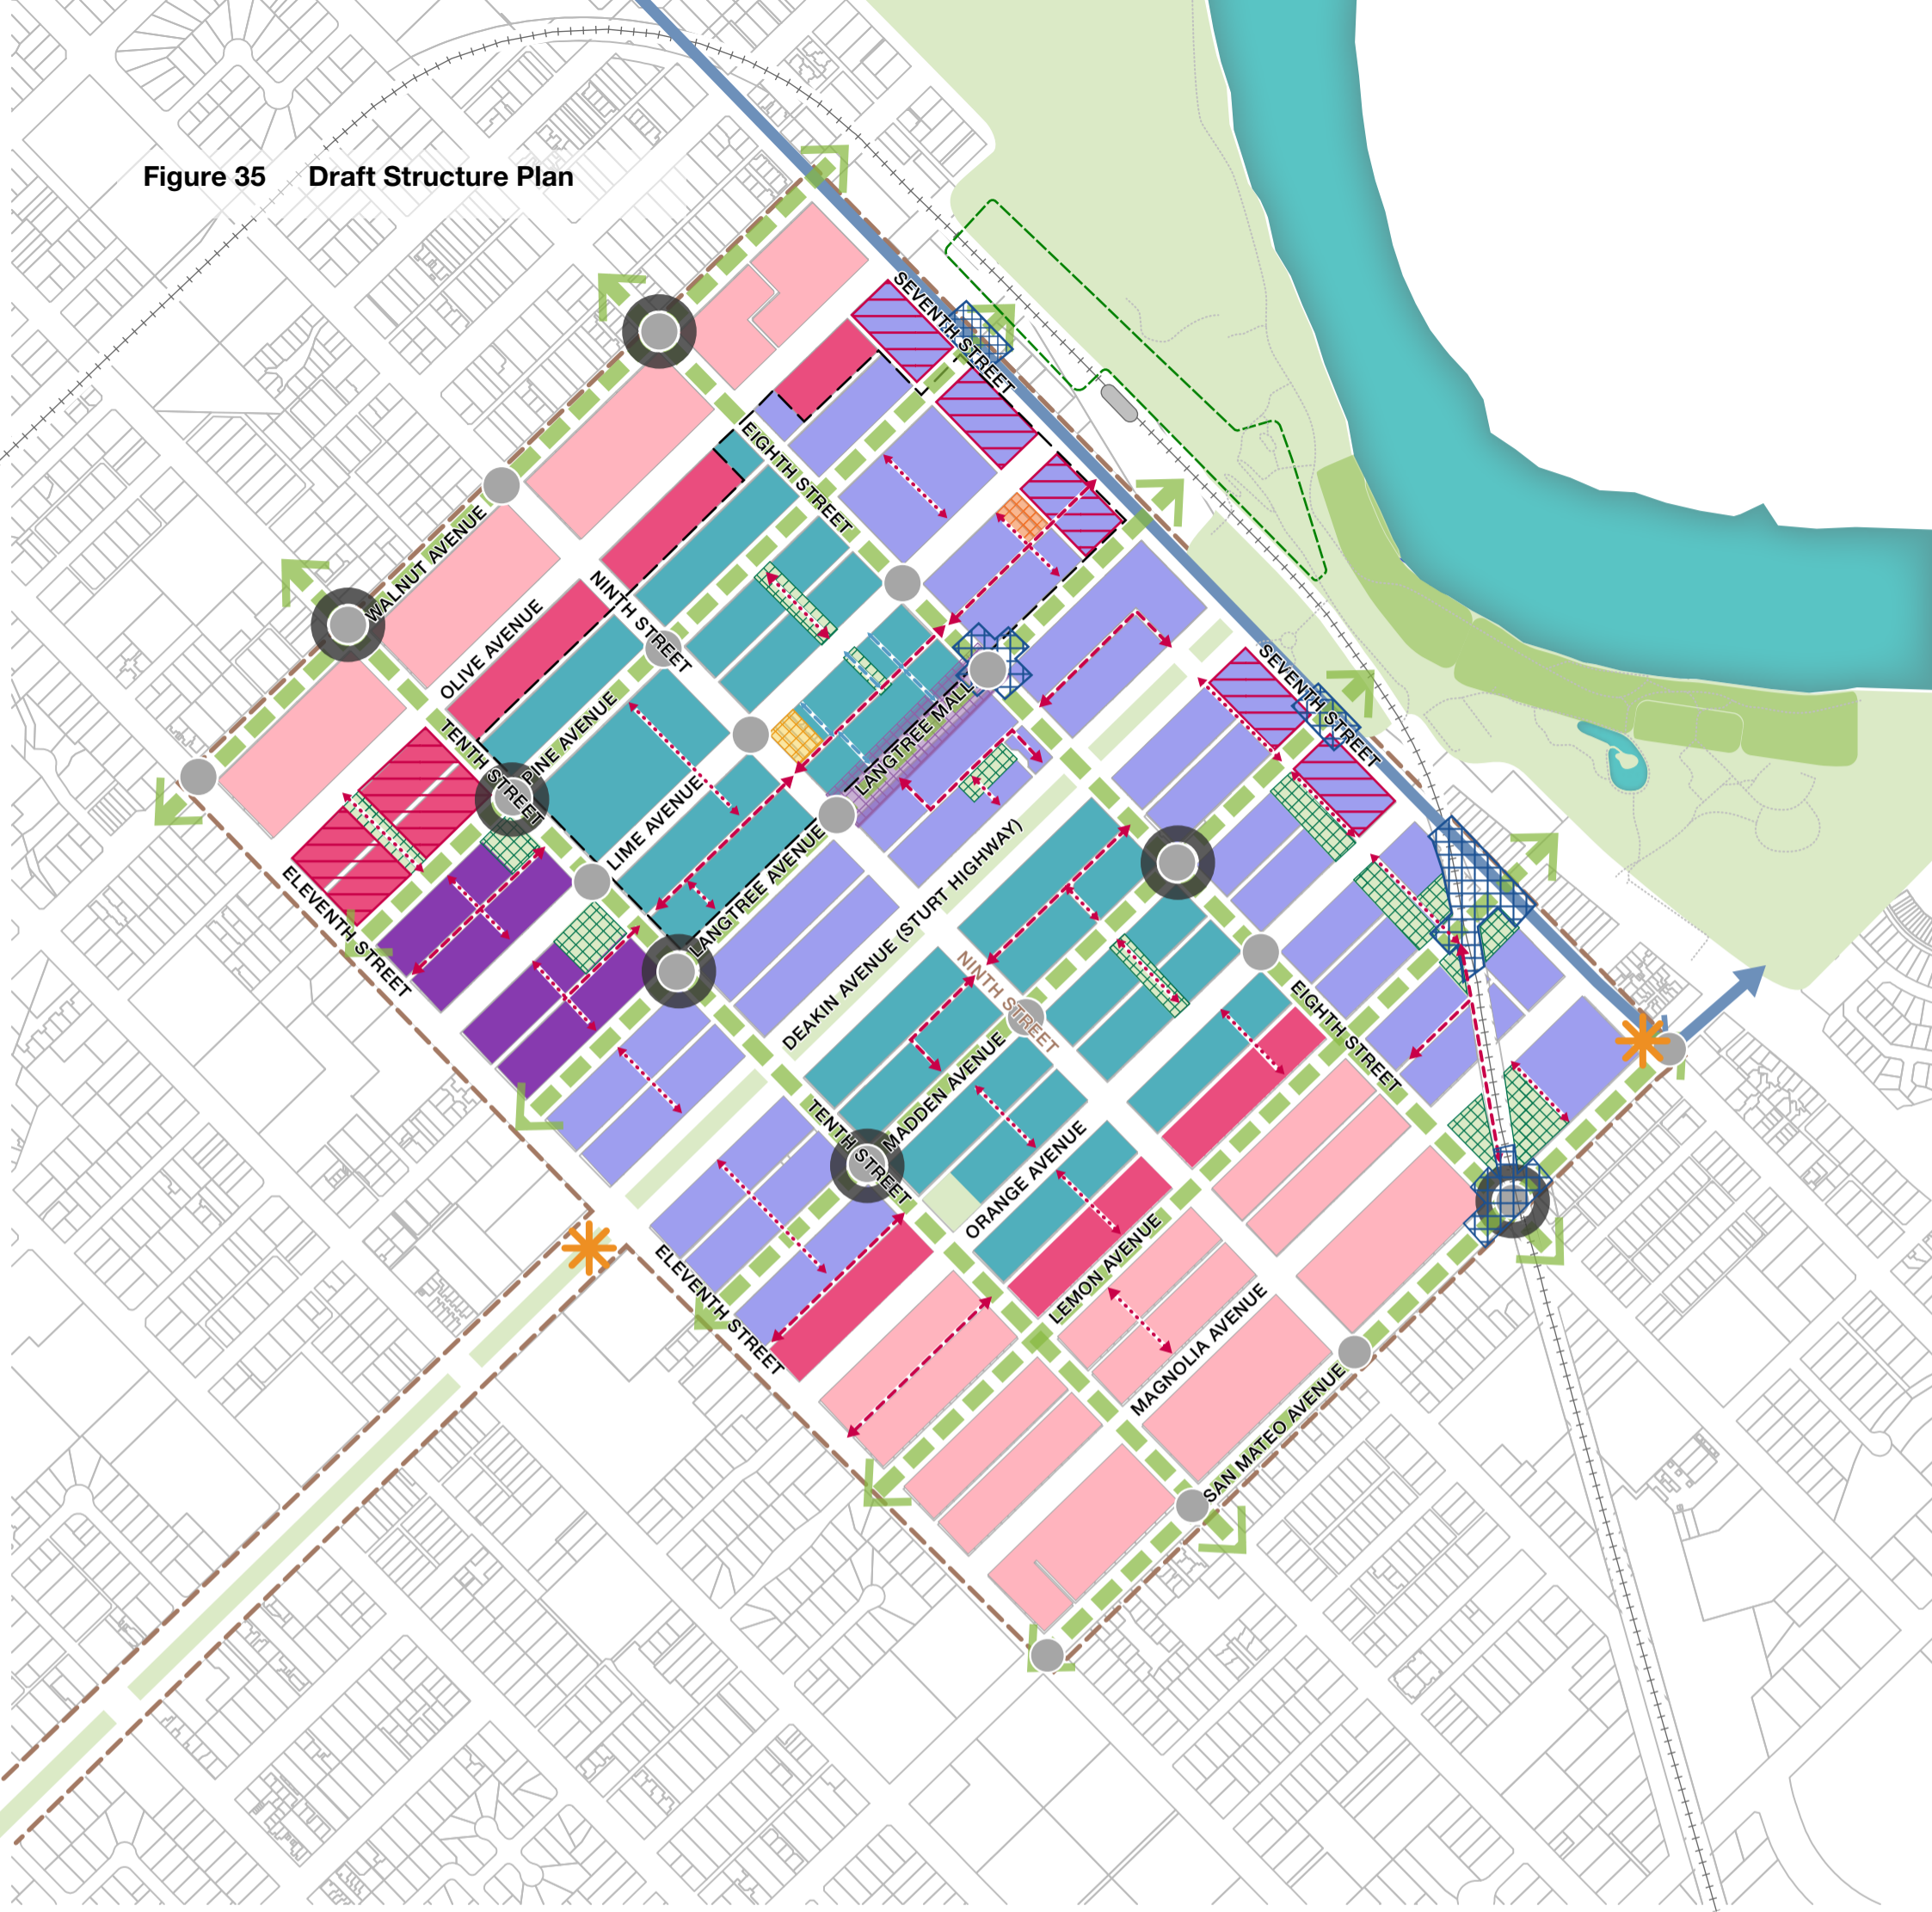 Figure 35 Draft Structure Plan
SEVENTH STREET
EIGHTH STREET
WALNUT AVENUE
NINTH STREET
OLIVE AVENUE
SEVENTH STREET
LANGTREE MALL
PINE AVENUE
TENTH STREET
LIME AVENUE
LANGTREE AVENUE
DEAKIN AVENUE (STURT HIGHWAY)
ELEVENTH STREET
NINTH STREET
EIGHTH STREET
MADDEN AVENUE
TENTH STREET
ORANGE AVENUE
LEMON AVENUE
ELEVENTH STREET
MAGNOLIA AVENUE
SAN MATEO AVENUE